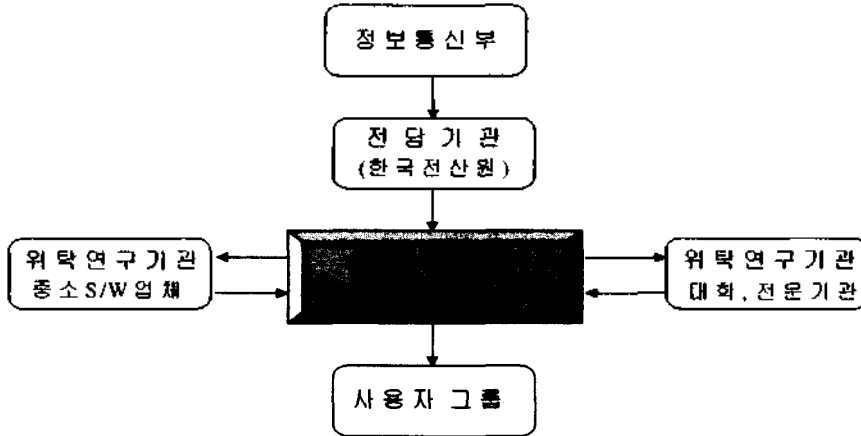 정보통신부
전 담 기 관
(한국전산원)
위 탁 연 구 기 관
중 소 S/W 업 체
위 탁 연 구 기 관
대 학 , 전 문 기 관
사 용 자 그 룹